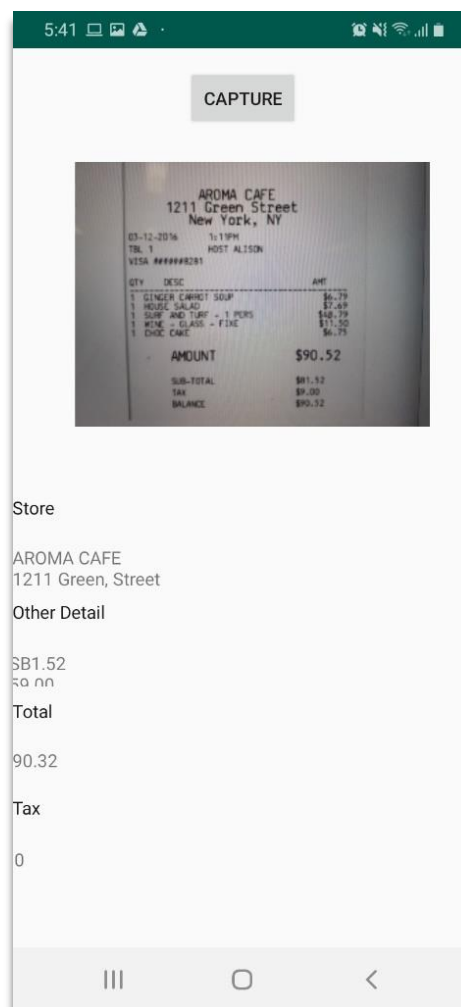 5:41
CAPTURE
AROMA CAFE
1211 Green Street
New York, NY
03-12-2016 1:11PM
TBL 1 HOST ALISON
VISA #######8281
QTY DESC AMT
1 GINGER CARROT SOUP $6.79
1 HOUSE SALAD $7.69
1 SURF AND TURF - 1 PERS $48.79
1 WINE - GLASS - FIXE $11.50
1 CHOC CAKE $6.75
AMOUNT $90.52
SUB-TOTAL $81.52
TAX $9.00
BALANCE $90.52
Store
AROMA CAFE
1211 Green, Street
Other Detail
SB1.52
59.00
Total
90.32
Tax
0